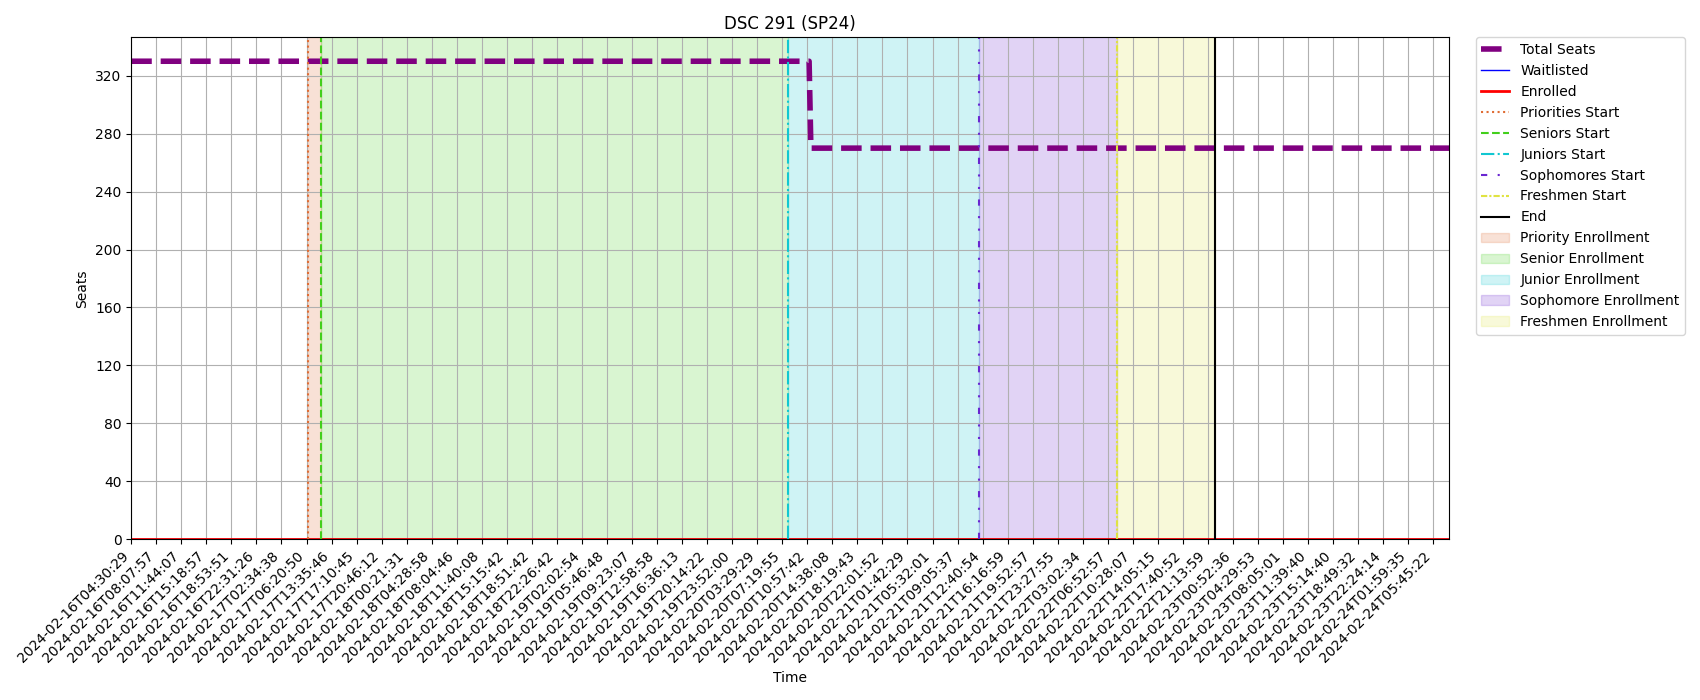 DSC 291 (SP24)
Seats
320
280
240
200
160
120
80
40
0
2024-02-16T04:30:29
2024-02-16T08:07:57
2024-02-16T11:44:07
2024-02-16T15:18:57
2024-02-16T18:53:51
2024-02-16T22:31:26
2024-02-17T02:34:38
2024-02-17T06:20:50
2024-02-17T13:35:46
2024-02-17T17:10:45
2024-02-17T20:46:12
2024-02-18T00:21:31
2024-02-18T04:28:58
2024-02-18T08:04:46
2024-02-18T11:40:08
2024-02-18T15:15:42
2024-02-18T18:51:42
2024-02-18T22:26:42
2024-02-19T02:02:54
2024-02-19T05:46:48
2024-02-19T09:23:07
2024-02-19T12:58:58
2024-02-19T16:36:13
2024-02-19T20:14:22
2024-02-19T23:52:00
2024-02-20T03:29:29
2024-02-20T07:19:55
2024-02-20T10:57:42
2024-02-20T14:38:08
2024-02-20T18:19:43
2024-02-20T22:01:52
2024-02-21T01:42:29
2024-02-21T05:32:01
2024-02-21T09:05:37
2024-02-21T12:40:54
2024-02-21T16:16:59
2024-02-21T19:52:57
2024-02-21T23:27:55
2024-02-22T03:02:34
2024-02-22T06:52:57
2024-02-22T10:28:07
2024-02-22T14:05:15
2024-02-22T17:40:52
2024-02-22T21:13:59
2024-02-23T00:52:36
2024-02-23T04:29:53
2024-02-23T08:05:01
2024-02-23T11:39:40
2024-02-23T15:14:40
2024-02-23T18:49:32
2024-02-23T22:24:14
2024-02-24T01:59:35
2024-02-24T05:45:22
Time
Total Seats
Waitlisted
Enrolled
Priorities Start
Seniors Start
Juniors Start
Sophomores Start
Freshmen Start
End
Priority Enrollment
Senior Enrollment
Junior Enrollment
Sophomore Enrollment
Freshmen Enrollment